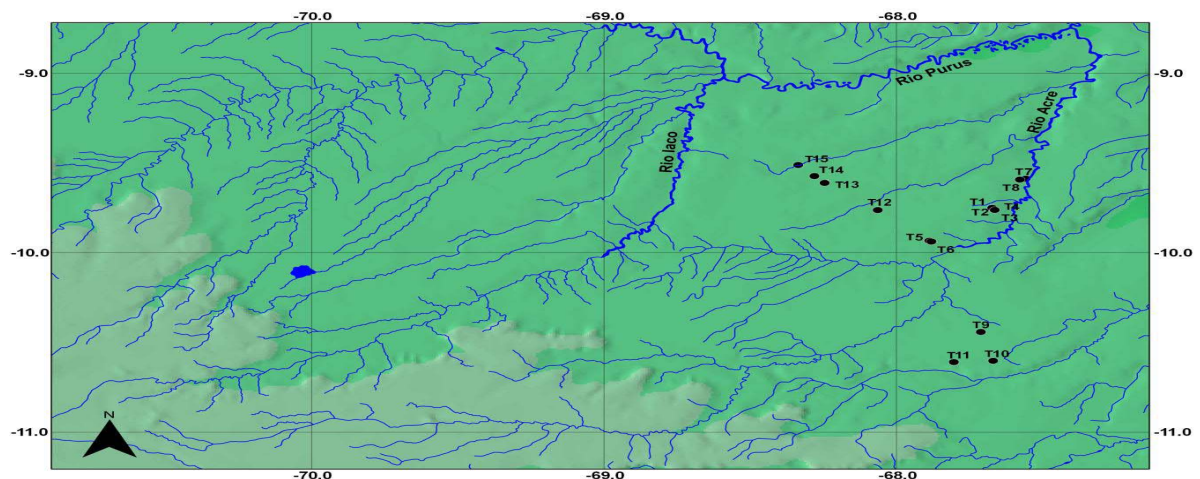 -70.0 -69.0 -68.0
-9.0 -9.0
Rio Purus
Rio Acre
Rio Iaco
T15
T14
T13
T7
T8
T12
T1 T4
T2 T3
T5
T6
-10.0 -10.0
T9
T11 T10
N
-11.0 -11.0
-70.0 -69.0 -68.0